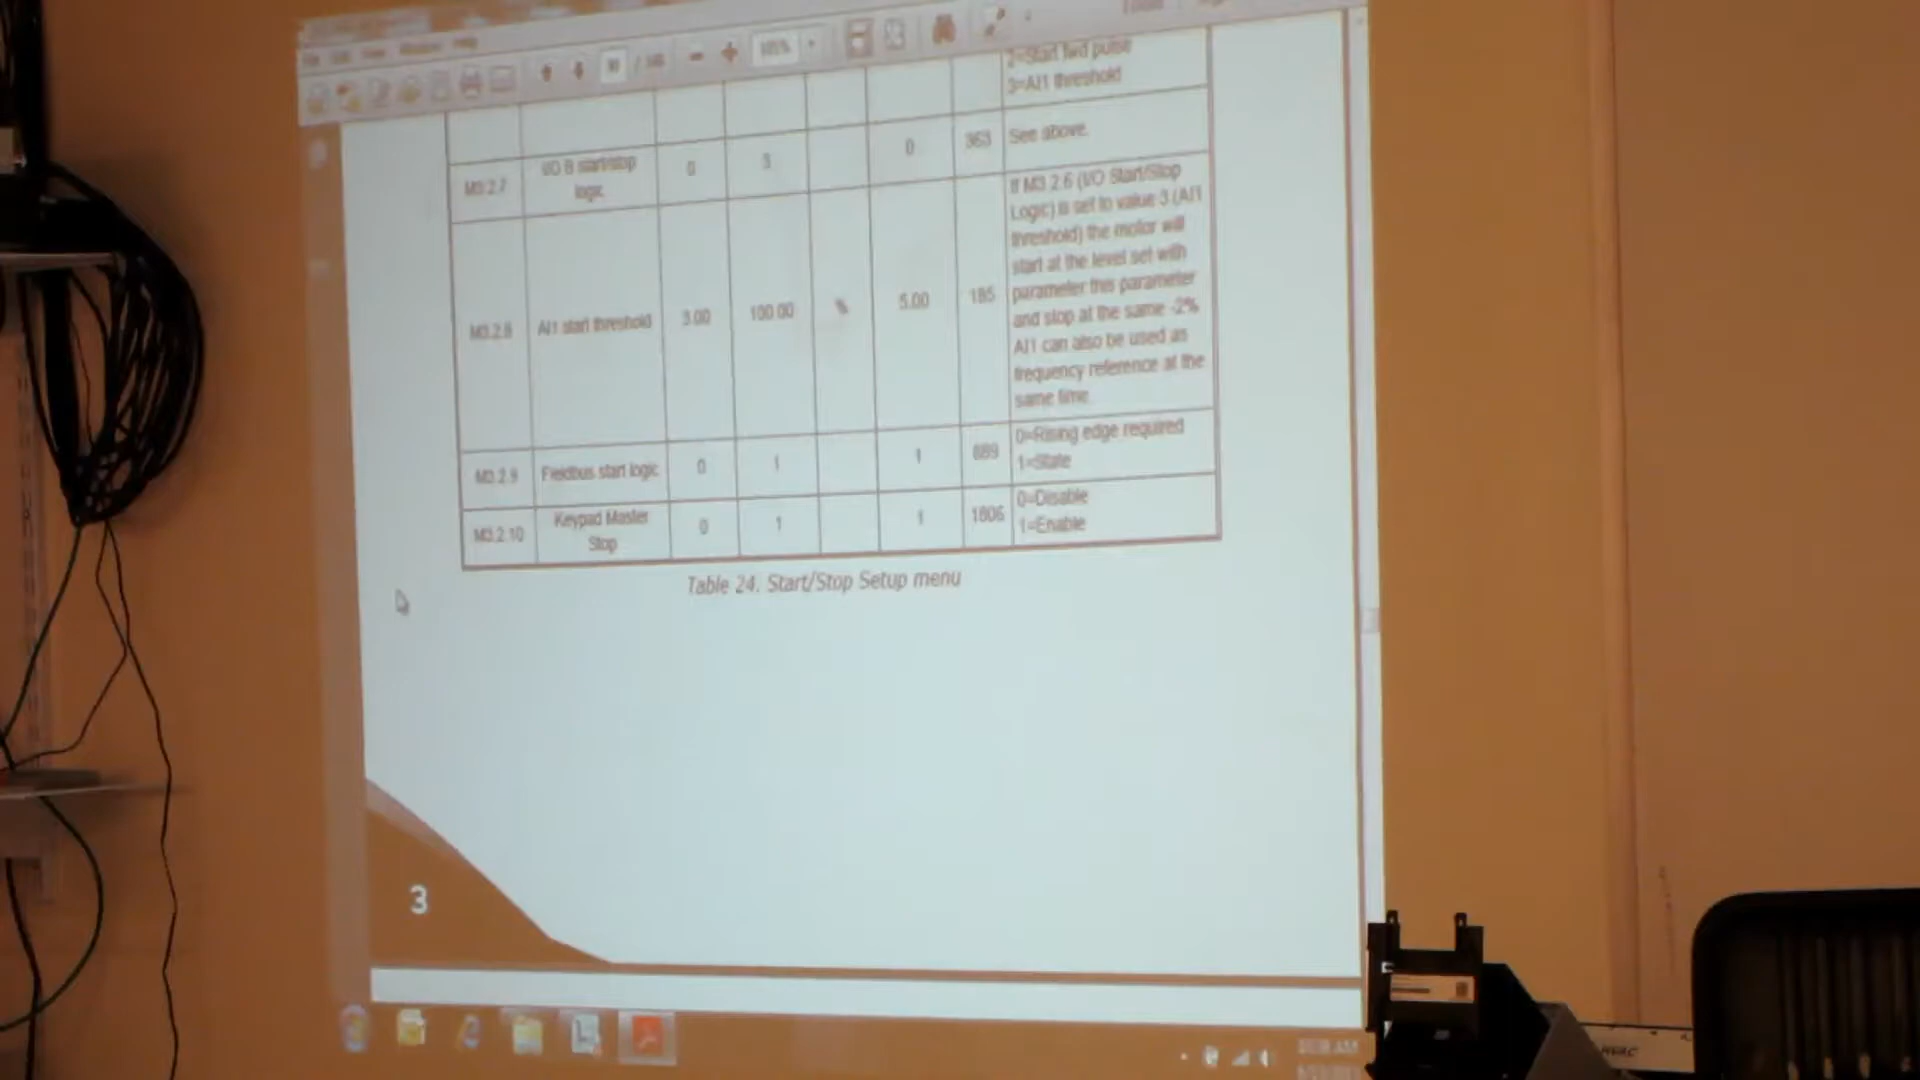 2=Start fwd pulse
3=AI1 threshold
M3.2.7
I/O B start/stop
logic
0
3
0
363
See above.
M3.2.8
AI1 start threshold
3.00
100.00
%
5.00
185
If M3.2.6 (I/O Start/Stop
Logic) is set to value 3 (AI1
threshold) the motor will
start at the level set with
parameter this parameter
and stop at the same -2%
AI1 can also be used as
frequency reference at the
same time.
M3.2.9
Fieldbus start logic
0
1
1
889
0=Rising edge required
1=State
M3.2.10
Keypad Master
Stop
0
1
1
1806
0=Disable
1=Enable
Table 24. Start/Stop Setup menu
3
HVAC